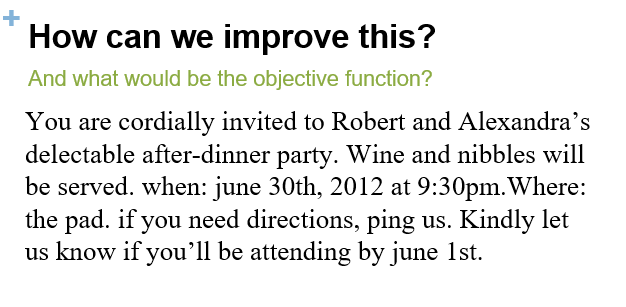 How can we improve this?
And what would be the objective function?
You are cordially invited to Robert and Alexandra’s
delectable after-dinner party. Wine and nibbles will
be served. when: june 30th, 2012 at 9:30pm.Where:
the pad. if you need directions, ping us. Kindly let
us know if you’ll be attending by june 1st.